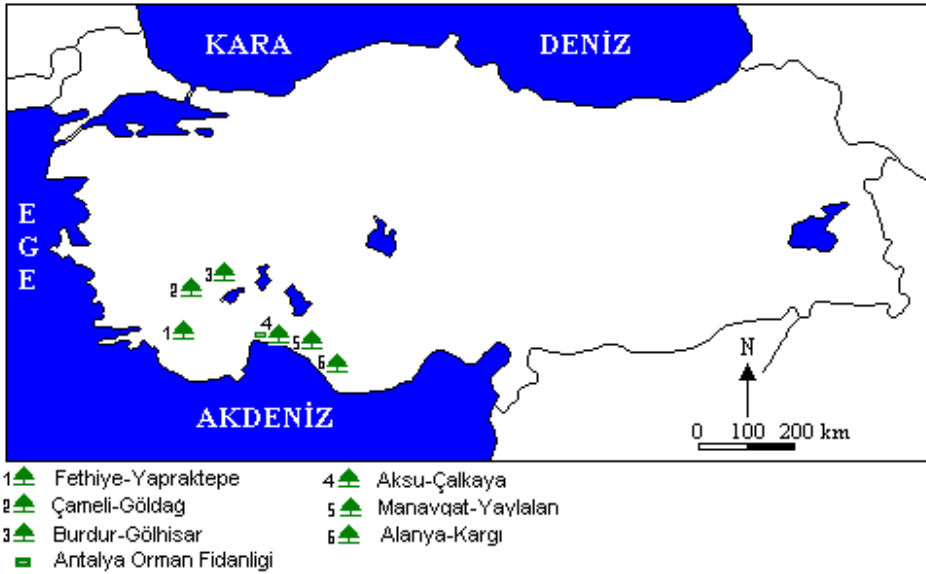 KARA DENİZ
E
G
E
3
2
1
4
5
6
N
AKDENİZ
0 100 200 km
1 Fethiye-Yapraktepe
2 Çameli-Göldağ
3 Burdur-Gölhisar
Antalya Orman Fidanligi
4 Aksu-Çalkaya
5 Manavgat-Yaylalan
6 Alanya-Kargı